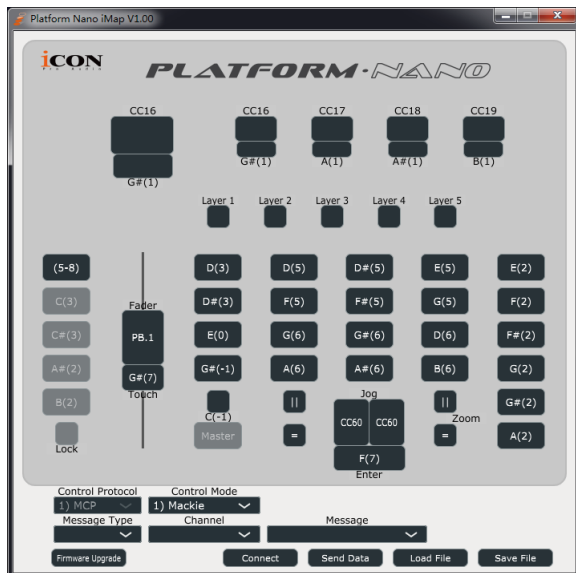 Platform Nano iMap V1.00
iCON
PRO AUDIO
PLATFORM·NANO
CC16 CC16 CC17 CC18 CC19
G#(1) A(1) A#(1) B(1)
G#(1)
Layer 1 Layer 2 Layer 3 Layer 4 Layer 5
(5-8) D(3) D(5) D#(5) E(5) E(2)
C(3) Fader D#(3) F(5) F#(5) G(5) F(2)
C#(3) PB.1 E(0) G(6) G#(6) D(6) F#(2)
A#(2) G#(7) G#(-1) A(6) A#(6) B(6) G(2)
Touch Jog
B(2) C(-1) || CC60 CC60 || G#(2)
Zoom
Lock Master = F(7) = A(2)
Enter
Control Protocol Control Mode
1) MCP 1) Mackie
Message Type Channel Message
Firmware Upgrade Connect Send Data Load File Save File